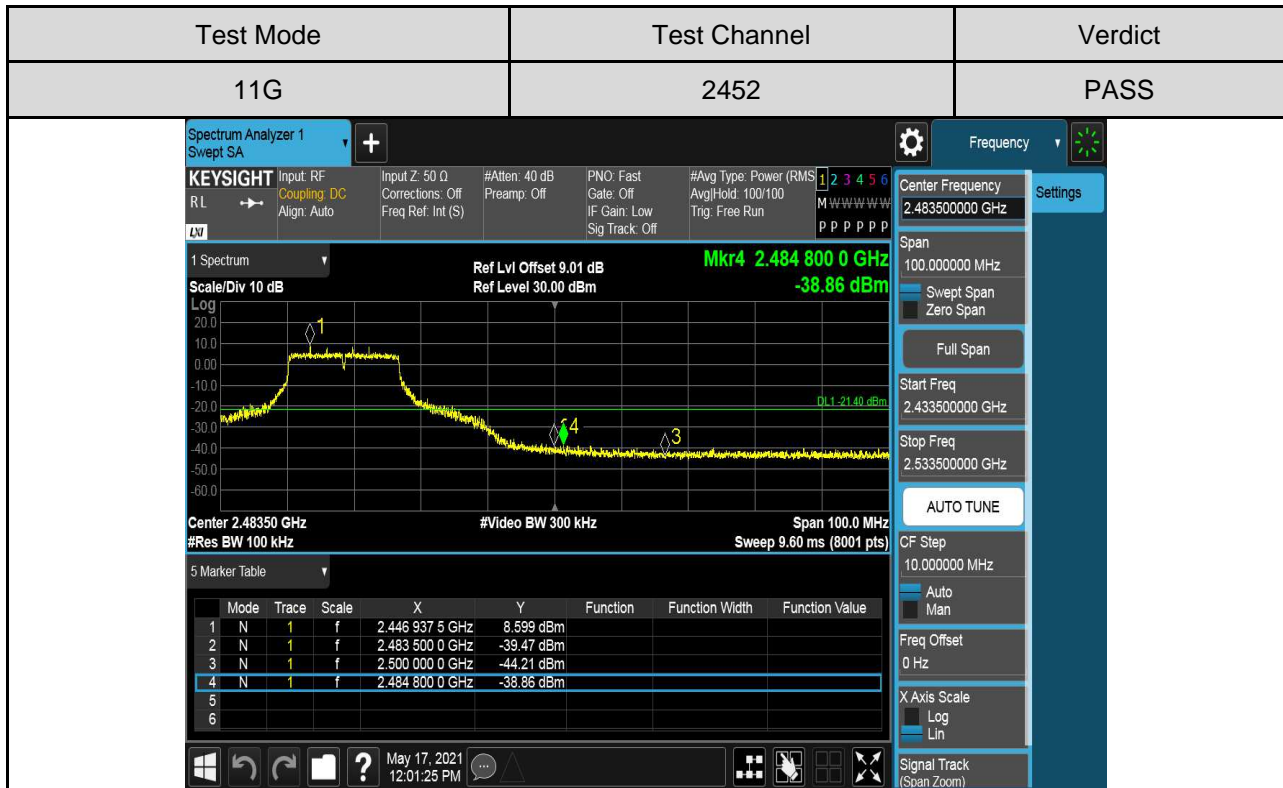 Test Mode Test Channel Verdict
11G 2452 PASS
Spectrum Analyzer 1
Swept SA
+
Frequency
KEYSIGHT Input: RF Input Z: 50 Ω #Atten: 40 dB PNO: Fast #Avg Type: Power (RMS 1 2 3 4 5 6
RL Coupling: DC Corrections: Off Preamp: Off Gate: Off Avg|Hold: 100/100 M W W W W W
Align: Auto Freq Ref: Int (S) IF Gain: Low Trig: Free Run
LXI Sig Track: Off P P P P P P
1 Spectrum Ref Lvl Offset 9.01 dB Mkr4 2.484 800 0 GHz
Scale/Div 10 dB Ref Level 30.00 dBm -38.86 dBm
Log
20.0
1
10.0
0.00
-10.0
DL1 -21.40 dBm
-20.0
-30.0
4
3
-40.0
-50.0
-60.0
Center 2.48350 GHz #Video BW 300 kHz Span 100.0 MHz
#Res BW 100 kHz Sweep 9.60 ms (8001 pts)
5 Marker Table
Mode Trace Scale X Y Function Function Width Function Value
1 N 1 f 2.446 937 5 GHz 8.599 dBm
2 N 1 f 2.483 500 0 GHz -39.47 dBm
3 N 1 f 2.500 000 0 GHz -44.21 dBm
4 N 1 f 2.484 800 0 GHz -38.86 dBm
5
6
? May 17, 2021
12:01:25 PM
Center Frequency
2.483500000 GHz
Settings
Span
100.000000 MHz
Swept Span
Zero Span
Full Span
Start Freq
2.433500000 GHz
Stop Freq
2.533500000 GHz
AUTO TUNE
CF Step
10.000000 MHz
Auto
Man
Freq Offset
0 Hz
X Axis Scale
Log
Lin
Signal Track
(Span Zoom)